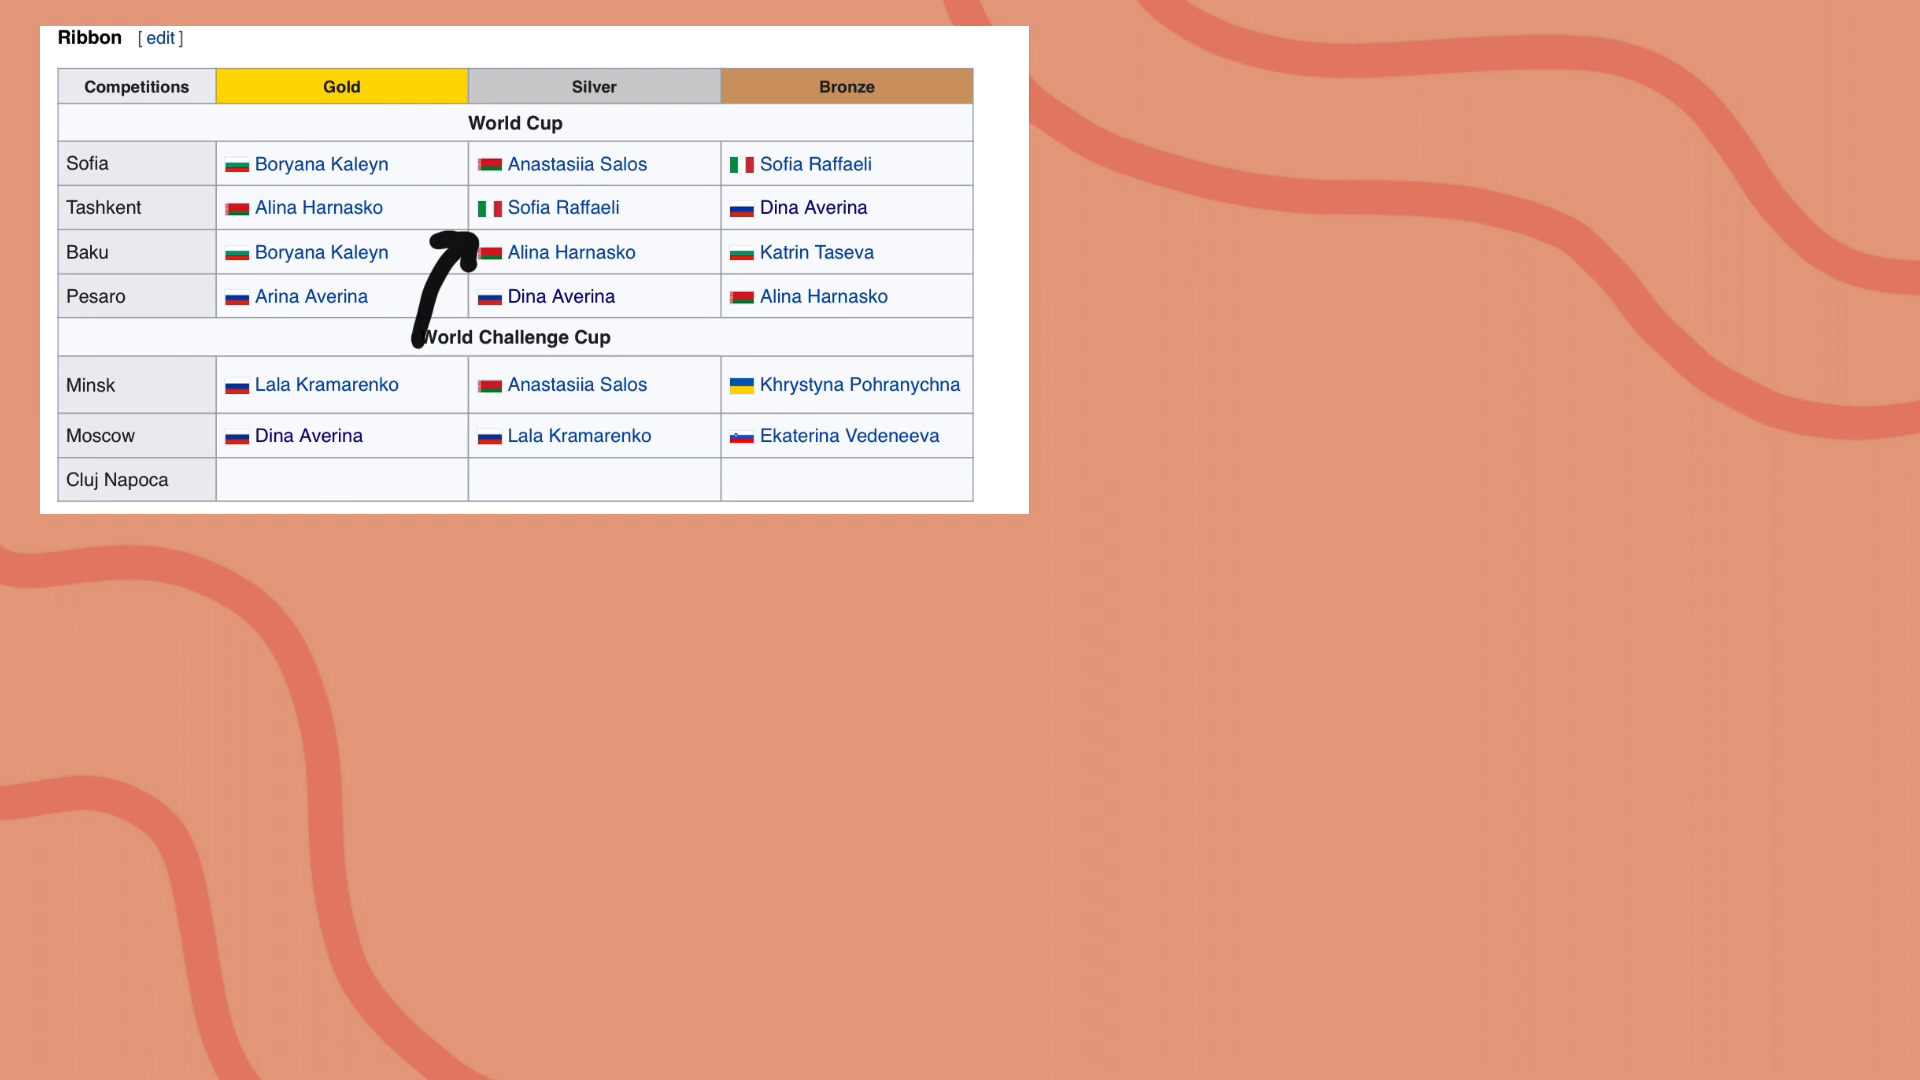 Ribbon [ edit ]
Competitions Gold Silver Bronze
World Cup
Sofia Boryana Kaleyn Anastasiia Salos Sofia Raffaeli
Tashkent Alina Harnasko Sofia Raffaeli Dina Averina
Baku Boryana Kaleyn Alina Harnasko Katrin Taseva
Pesaro Arina Averina Dina Averina Alina Harnasko
World Challenge Cup
Minsk Lala Kramarenko Anastasiia Salos Khrystyna Pohranychna
Moscow Dina Averina Lala Kramarenko Ekaterina Vedeneeva
Cluj Napoca